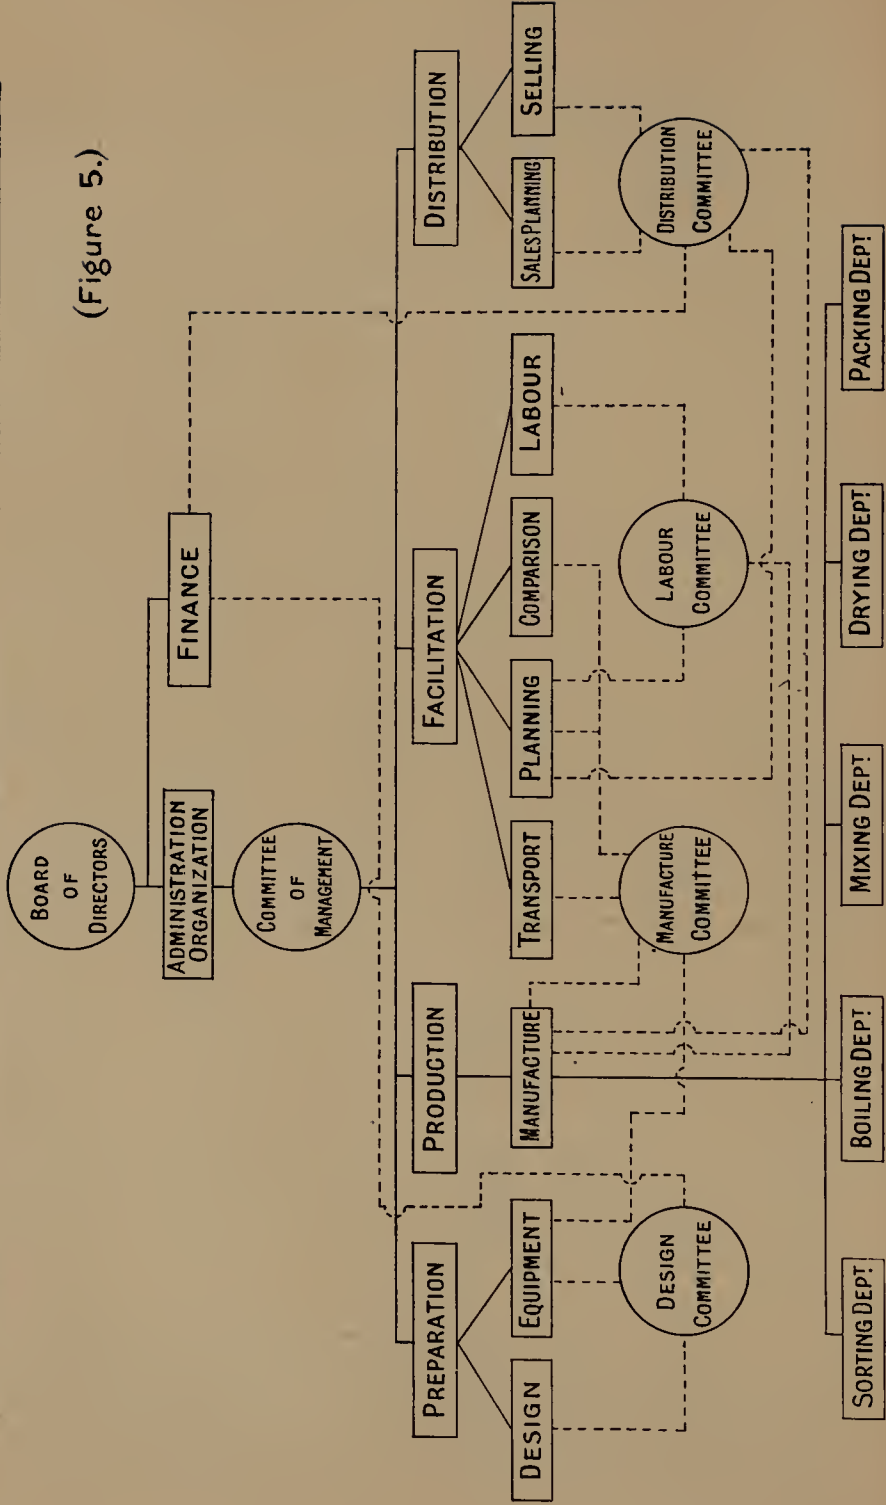 (Figure 5.)
BOARD
OF
DIRECTORS
ADMINISTRATION
ORGANIZATION
FINANCE
COMMITTEE
OF
MANAGEMENT
PREPARATION
PRODUCTION
FACILITATION
DISTRIBUTION
DESIGN
EQUIPMENT
MANUFACTURE
TRANSPORT
PLANNING
COMPARISON
LABOUR
SALES PLANNING
SELLING
DESIGN
COMMITTEE
MANUFACTURE
COMMITTEE
LABOUR
COMMITTEE
DISTRIBUTION
COMMITTEE
SORTING DEPT.
BOILING DEPT.
MIXING DEPT.
DRYING DEPT.
PACKING DEPT.